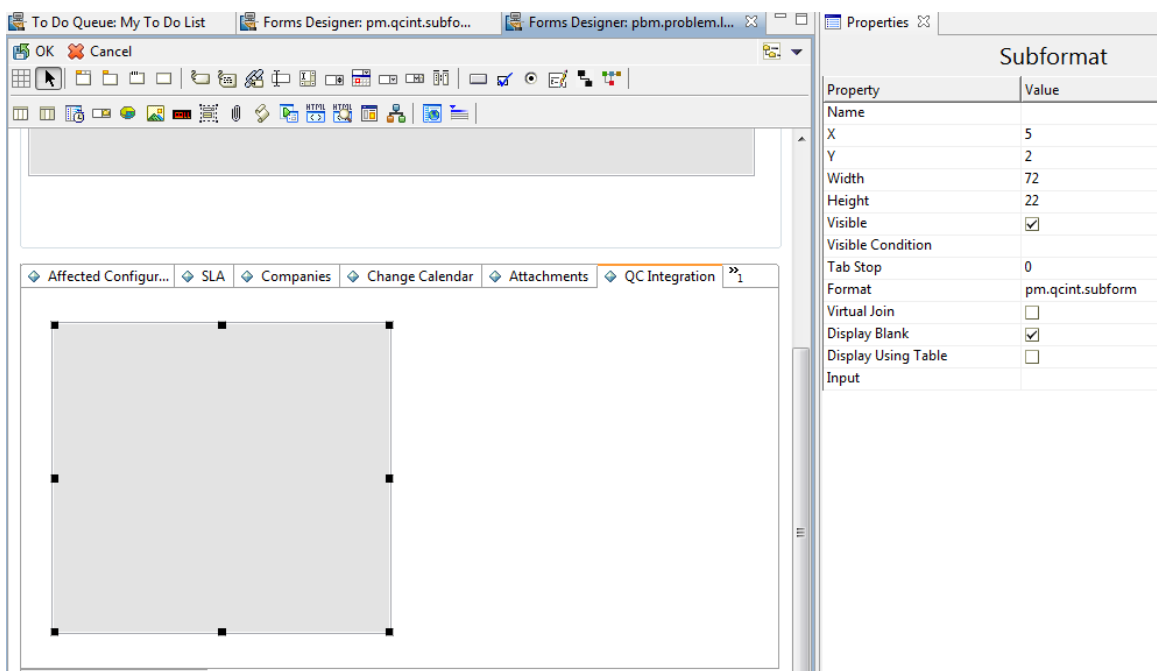 To Do Queue: My To Do List
Forms Designer: pm.qcint.subfo...
Forms Designer: pbm.problem.l...
OK Cancel
Affected Configur...
SLA
Companies
Change Calendar
Attachments
QC Integration
»1
Properties
Subformat
Property Value
Name
X 5
Y 2
Width 72
Height 22
Visible
Visible Condition
Tab Stop 0
Format pm.qcint.subform
Virtual Join
Display Blank
Display Using Table
Input